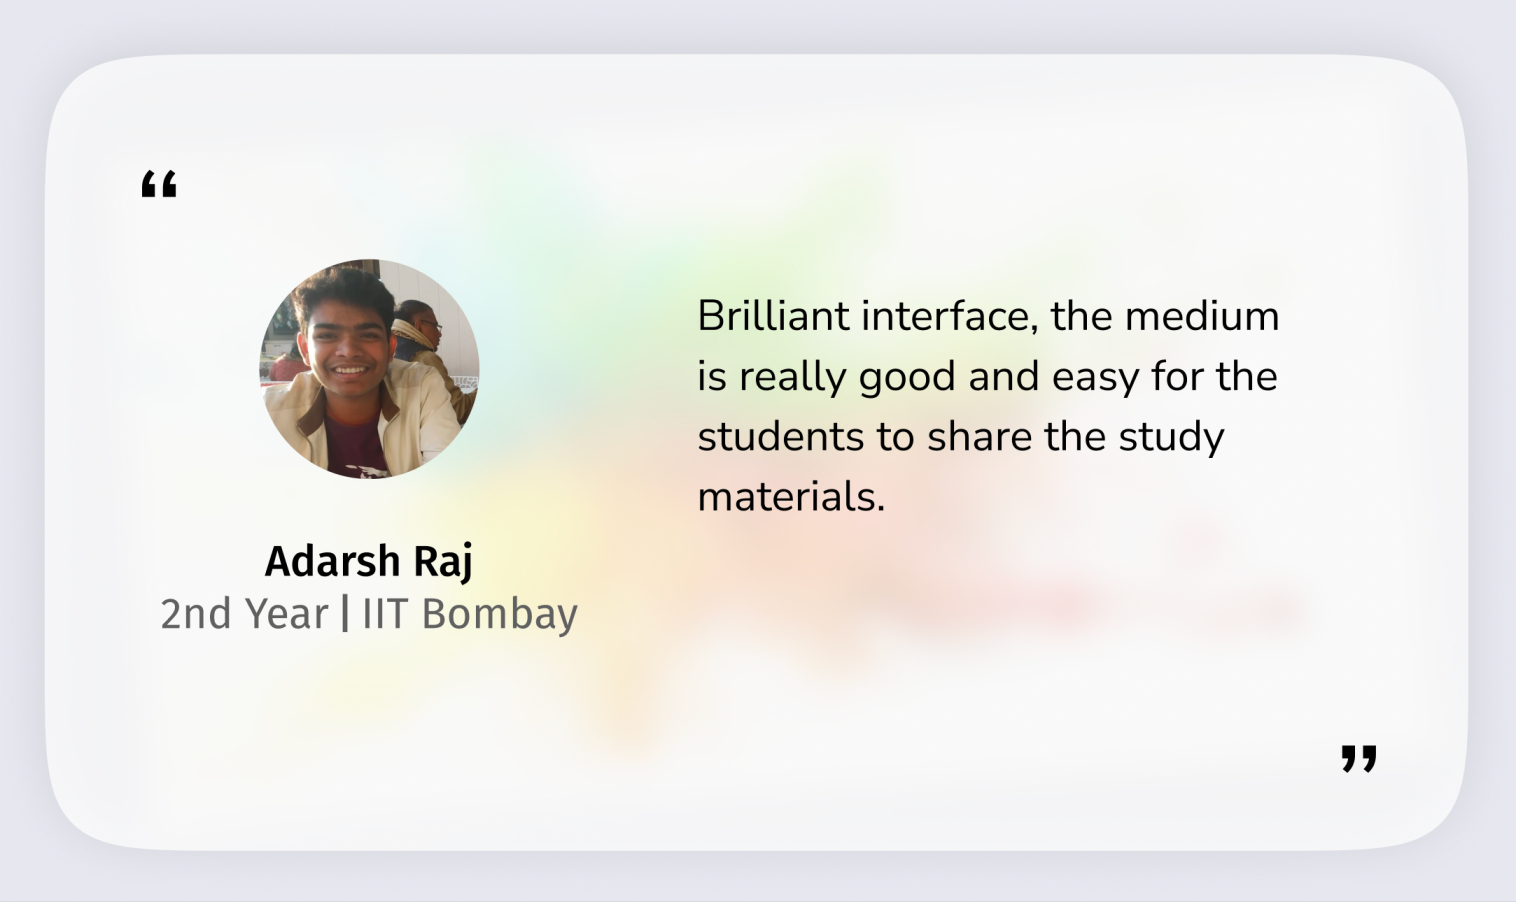 “
Brilliant interface, the medium
is really good and easy for the
students to share the study
materials.
Adarsh Raj
2nd Year | IIT Bombay
”